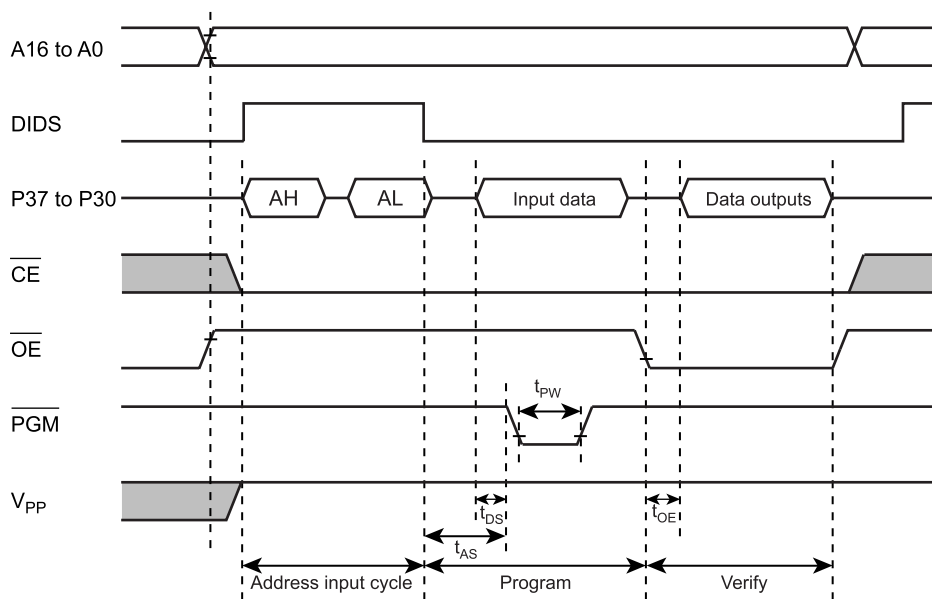 A16 to A0
DIDS
P37 to P30
AH
AL
Input data
Data outputs
CE
OE
tPW
PGM
VPP
tDS
tOE
tAS
Address input cycle
Program
Verify